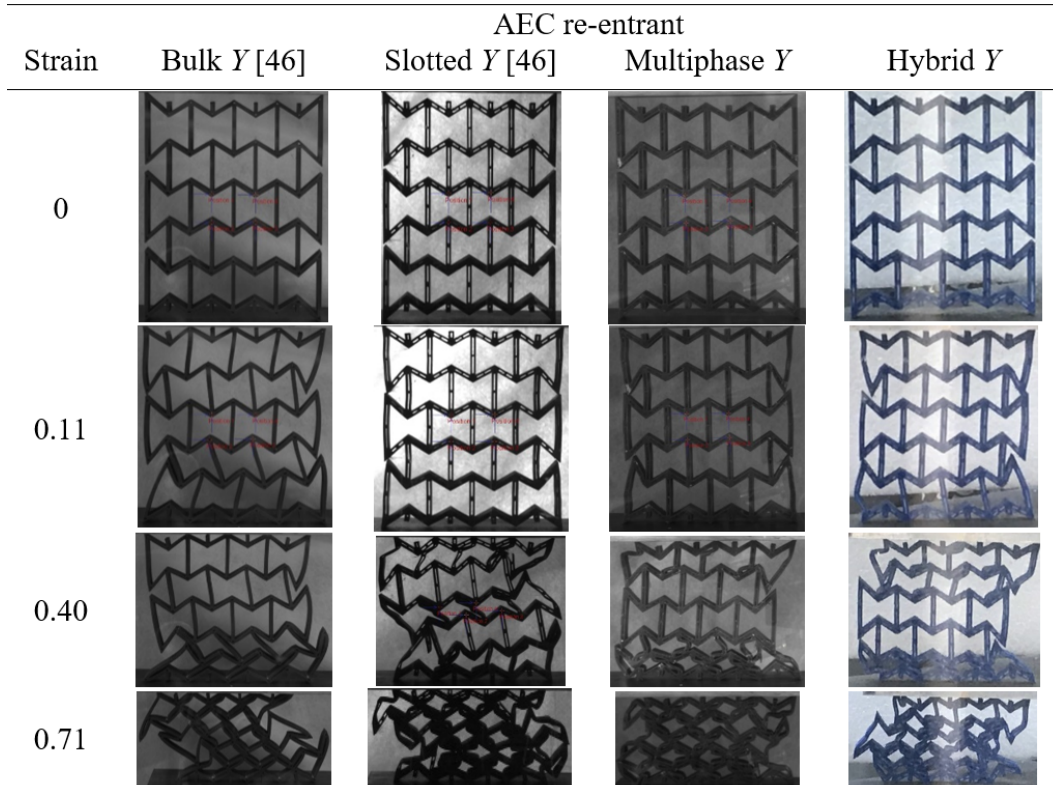 AEC re-entrant
Strain Bulk Y [46] Slotted Y [46] Multiphase Y Hybrid Y
0
0.11
0.40
0.71